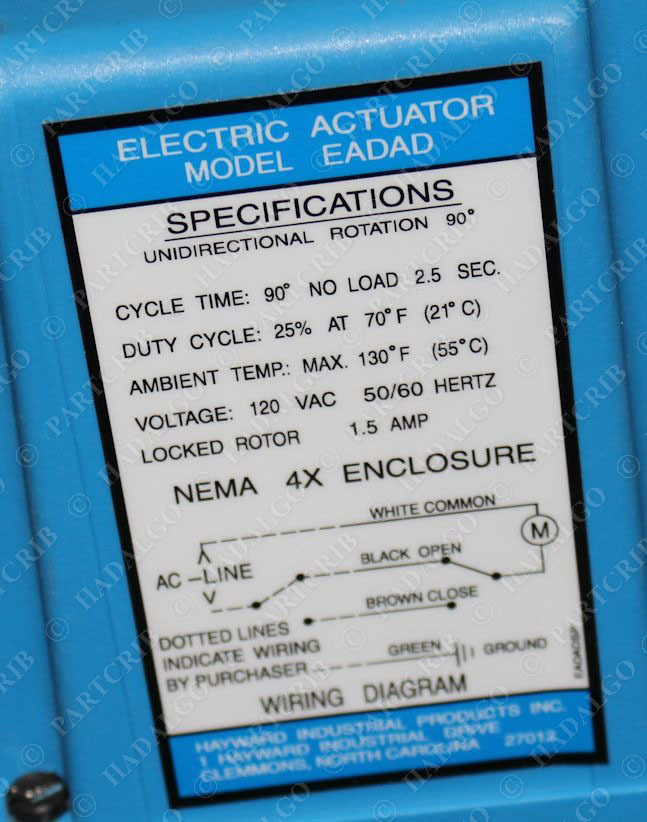 ELECTRIC ACTUATOR
MODEL EADAD
SPECIFICATIONS
UNIDIRECTIONAL ROTATION 90°
CYCLE TIME: 90° NO LOAD 2.5 SEC.
DUTY CYCLE: 25% AT 70°F (21°C)
AMBIENT TEMP.: MAX. 130°F (55°C)
VOLTAGE: 120 VAC 50/60 HERTZ
LOCKED ROTOR 1.5 AMP
NEMA 4X ENCLOSURE
WHITE COMMON
M
BLACK OPEN
AC-LINE
BROWN CLOSE
DOTTED LINES
INDICATE WIRING
BY PURCHASER
GREEN
GROUND
WIRING DIAGRAM
HAYWARD INDUSTRIAL PRODUCTS INC.
1 HAYWARD INDUSTRIAL DRIVE
CLEMMONS, NORTH CAROLINA 27012
© PARTCRIB
© HADALGO